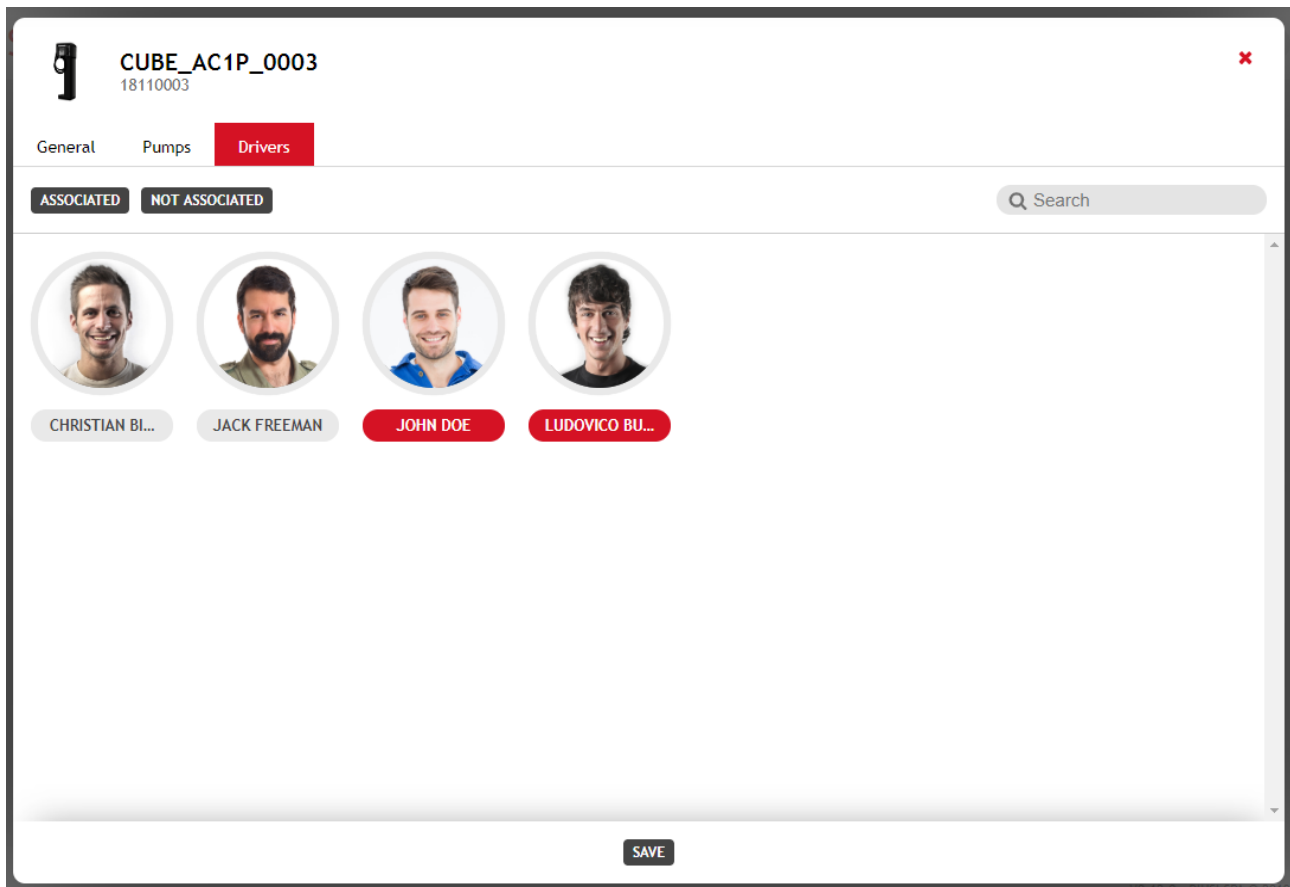 CUBE_AC1P_0003
18110003
General Pumps Drivers
ASSOCIATED NOT ASSOCIATED Search
CHRISTIAN BI... JACK FREEMAN JOHN DOE LUDOVICO BU...
SAVE